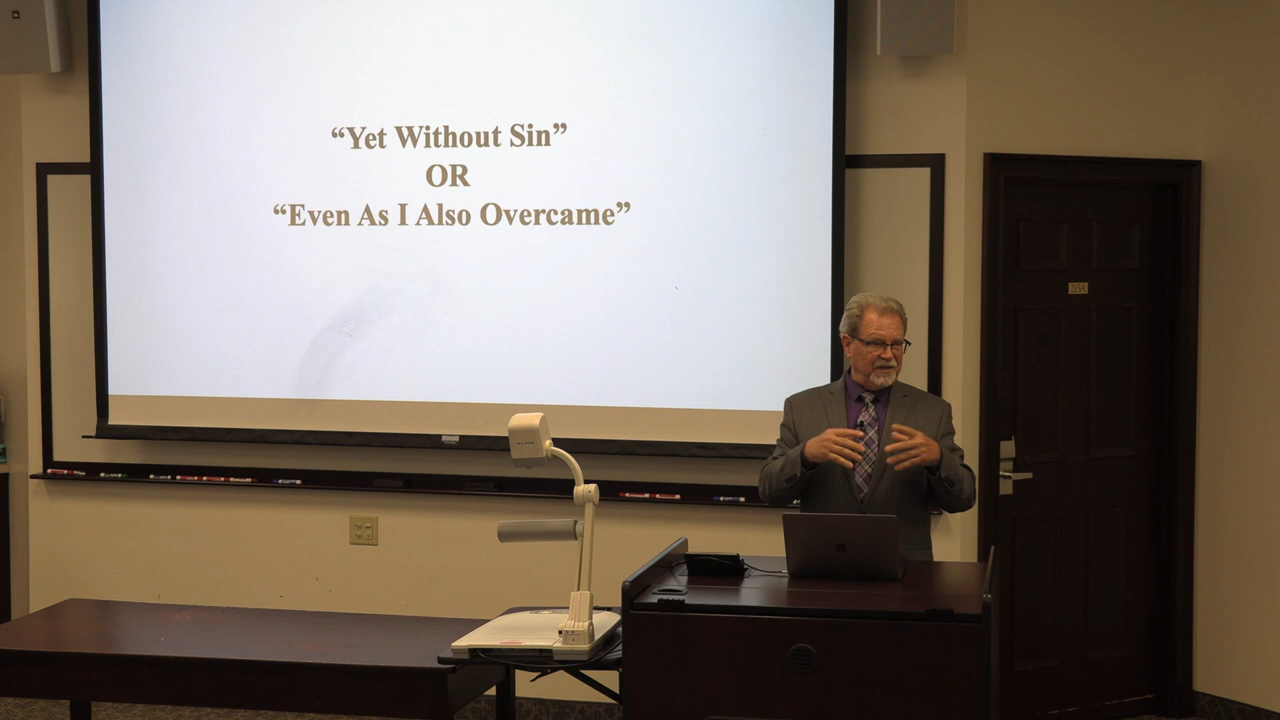 “Yet Without Sin”
OR
“Even As I Also Overcame”